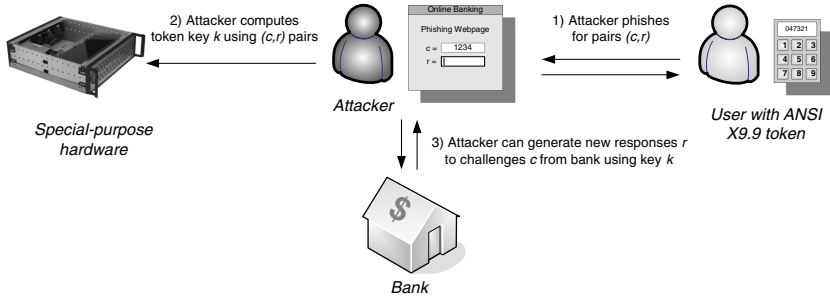 2) Attacker computes
token key k using (c,r) pairs
Online Banking
Phishing Webpage
c = 1234
r =
1) Attacker phishes
for pairs (c,r)
047321
1 2 3
4 5 6
7 8 9
Attacker
User with ANSI
X9.9 token
Special-purpose
hardware
3) Attacker can generate new responses r
to challenges c from bank using key k
$
Bank